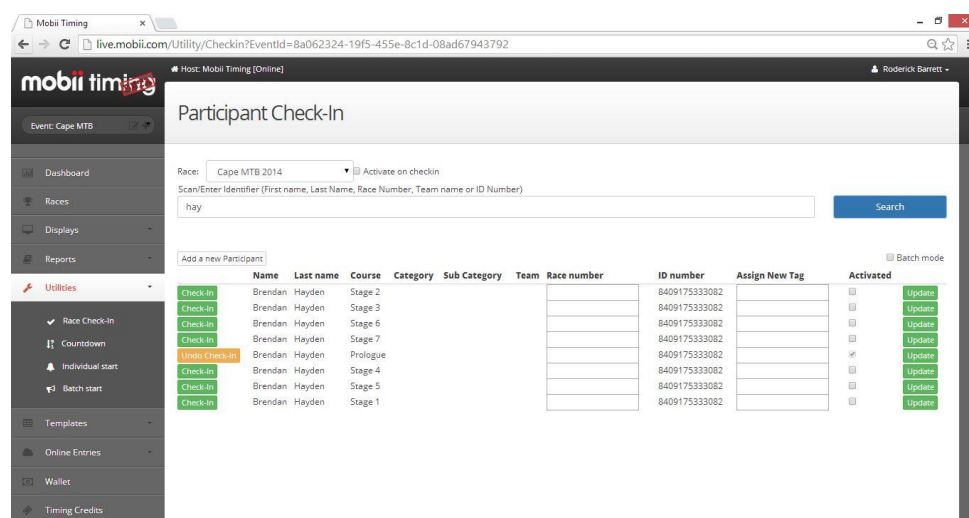 Mobii Timing
live.mobii.com/Utility/Checkin?EventId=8a062324-19f5-455e-8c1d-08ad67943792
mobii timing
Host: Mobii Timing [Online]
Roderick Barrett
Event: Cape MTB
Participant Check-In
Dashboard
Races
Displays
Reports
Utilities
Race Check-In
Countdown
Individual start
Batch start
Templates
Online Entries
Wallet
Timing Credits
Race: Cape MTB 2014 Activate on checkin
Scan/Enter Identifier (First name, Last Name, Race Number, Team name or ID Number)
hay Search
Add a new Participant Batch mode
Name Last name Course Category Sub Category Team Race number ID number Assign New Tag Activated
Check-In Brendan Hayden Stage 2 8409175333082 Update
Check-In Brendan Hayden Stage 3 8409175333082 Update
Check-In Brendan Hayden Stage 6 8409175333082 Update
Check-In Brendan Hayden Stage 7 8409175333082 Update
Undo Check-In Brendan Hayden Prologue 8409175333082 Update
Check-In Brendan Hayden Stage 4 8409175333082 Update
Check-In Brendan Hayden Stage 5 8409175333082 Update
Check-In Brendan Hayden Stage 1 8409175333082 Update